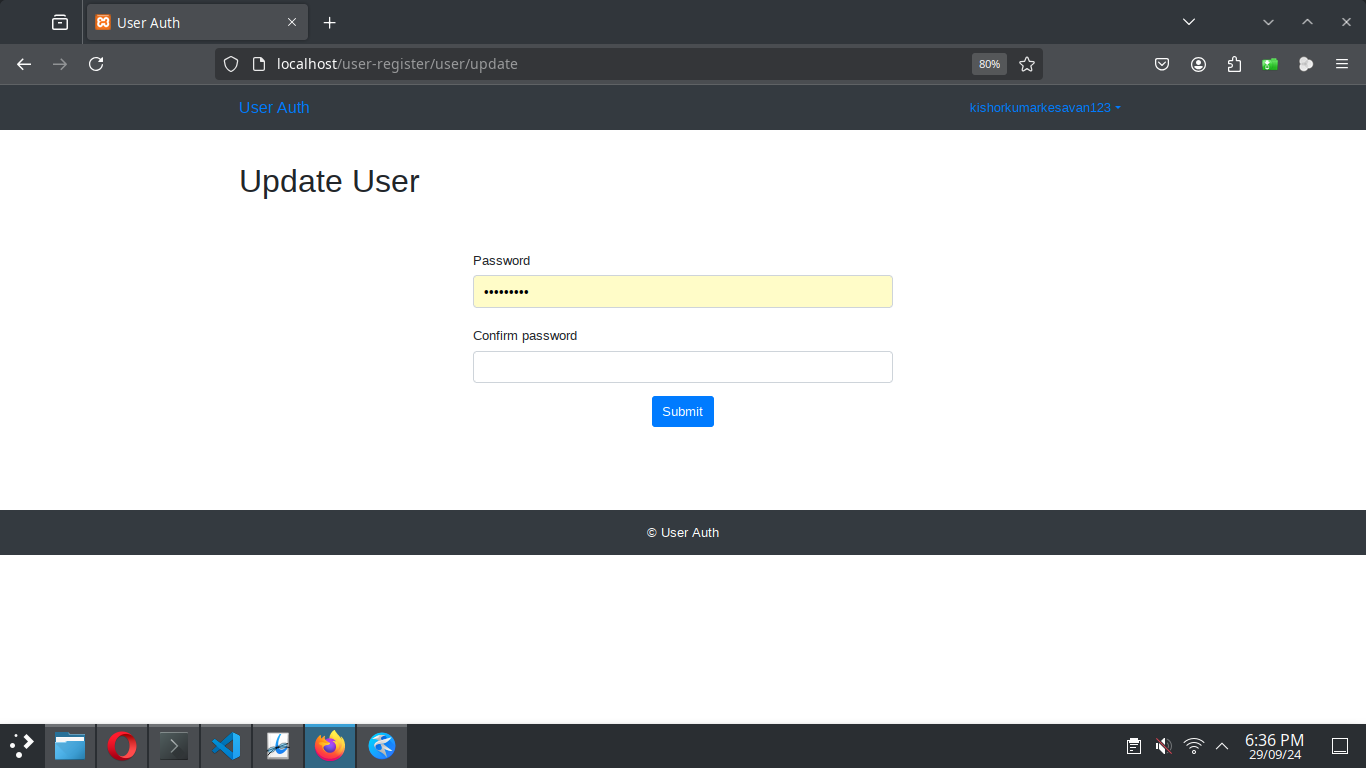 User Auth
localhost/user-register/user/update
80%
User Auth
kishorkumarkesavan123
Update User
Password
•••••••••
Confirm password
Submit
© User Auth
6:36 PM
29/09/24